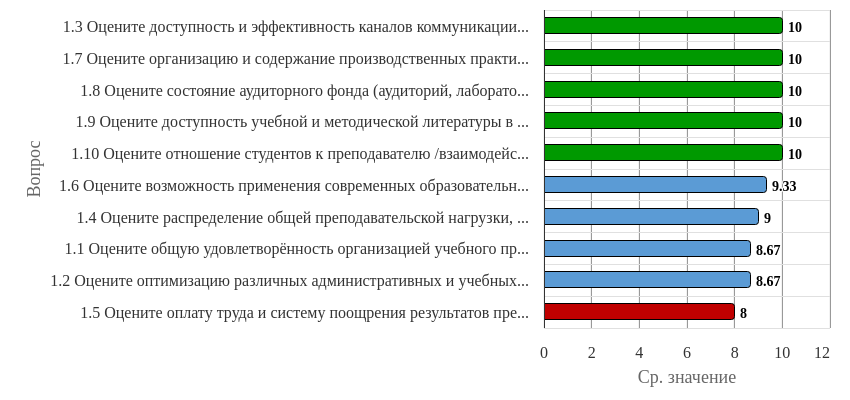 1.3 Оцените доступность и эффективность каналов коммуникации... 10
1.7 Оцените организацию и содержание производственных практи... 10
1.8 Оцените состояние аудиторного фонда (аудиторий, лаборато... 10
1.9 Оцените доступность учебной и методической литературы в ... 10
1.10 Оцените отношение студентов к преподавателю /взаимодейс... 10
1.6 Оцените возможность применения современных образовательн... 9.33
1.4 Оцените распределение общей преподавательской нагрузки, ... 9
1.1 Оцените общую удовлетворённость организацией учебного пр... 8.67
1.2 Оцените оптимизацию различных административных и учебных... 8.67
1.5 Оцените оплату труда и систему поощрения результатов пре... 8
Вопрос
0 2 4 6 8 10 12
Ср. значение